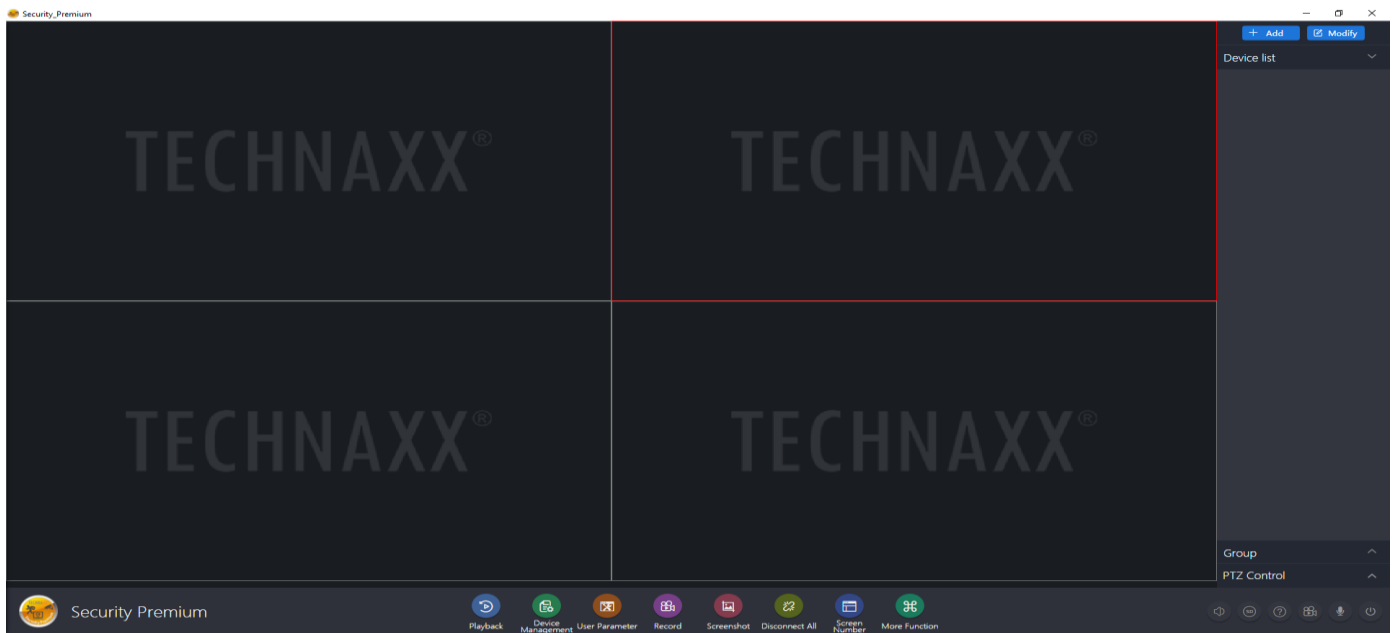 Security_Premium
+ Add
Modify
Device list
TECHNAXX®
TECHNAXX®
TECHNAXX®
TECHNAXX®
Group
PTZ Control
Security Premium
Playback
Device
Management
User Parameter
Record
Screenshot
Disconnect All
Screen
Number
More Function